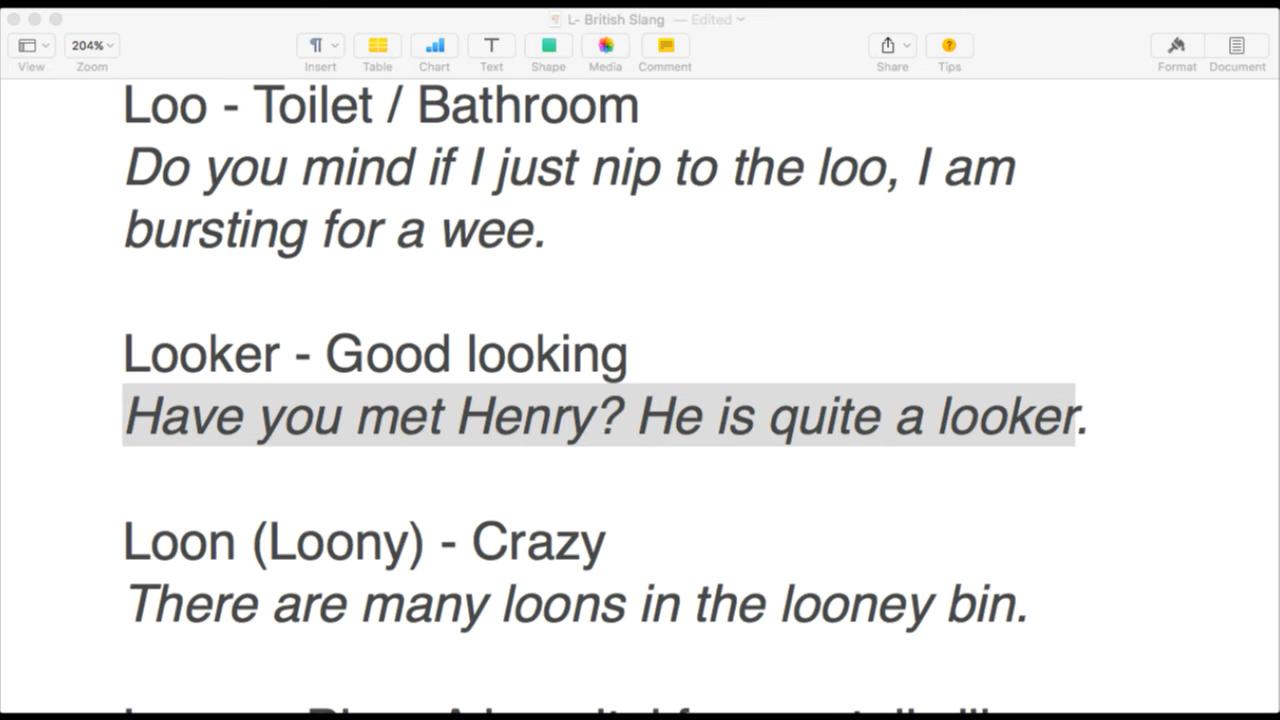 L- British Slang — Edited
204%
View Zoom Insert Table Chart Text Shape Media Comment Share Tips Format Document
Loo - Toilet / Bathroom
Do you mind if I just nip to the loo, I am
bursting for a wee.
Looker - Good looking
Have you met Henry? He is quite a looker.
Loon (Loony) - Crazy
There are many loons in the looney bin.